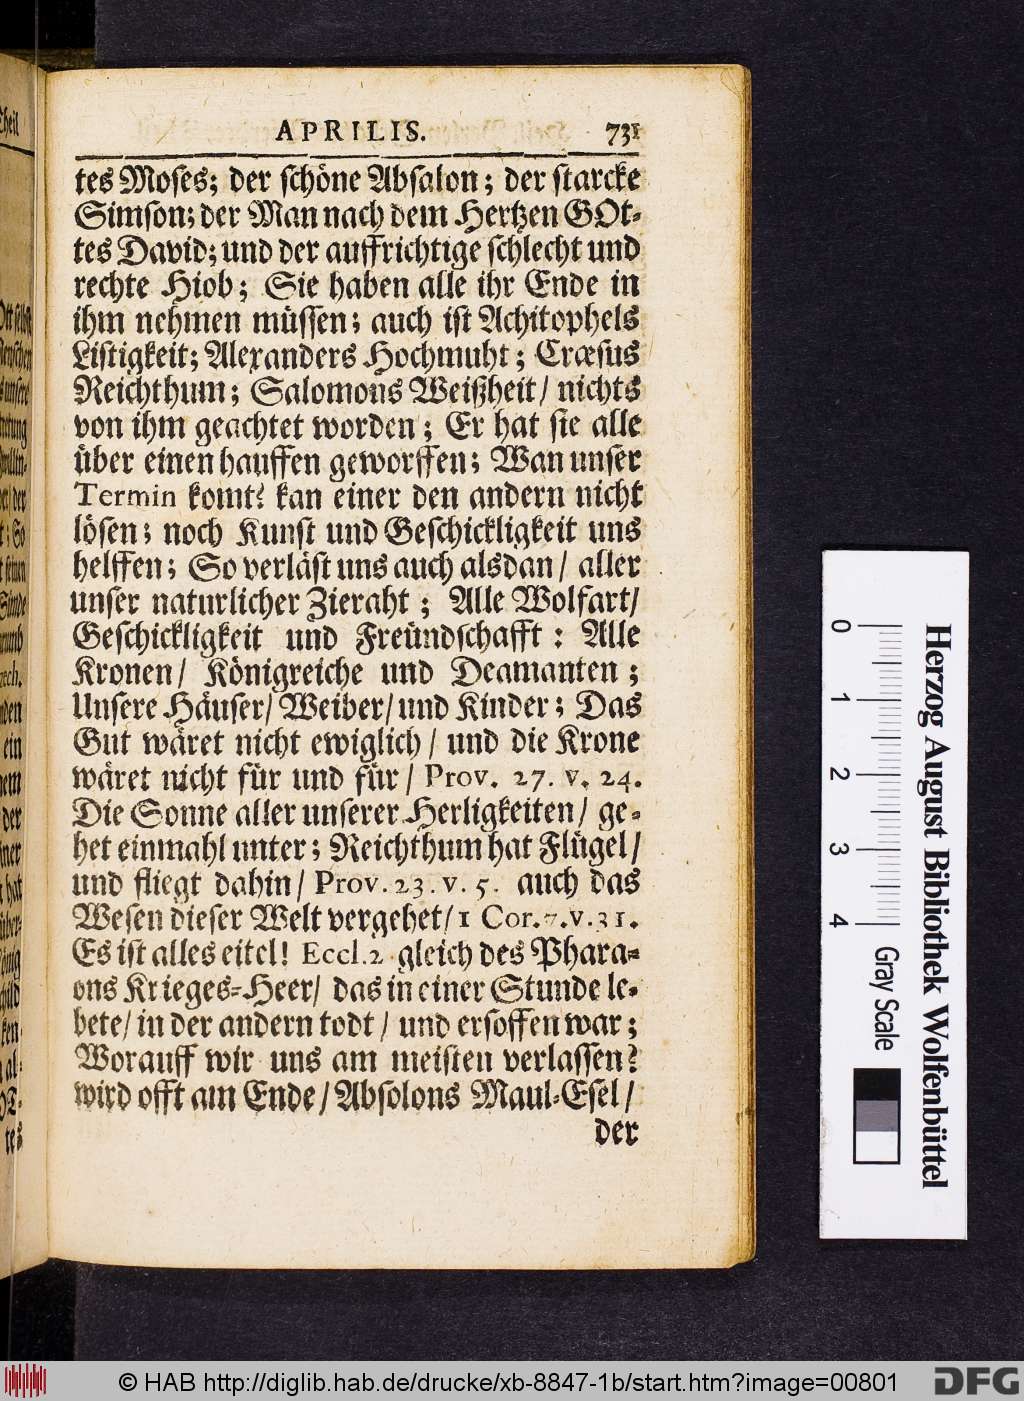 APRILIS. 731
tes Moses; der schöne Absalon; der starcke
Simson; der Man nach dem Hertzen GOt-
tes David; und der auffrichtige schlecht und
rechte Hiob; Sie haben alle ihr Ende in
ihm nehmen müssen; auch ist Achitophels
Listigkeit; Alexanders Hochmuht; Crœsus
Reichthum; Salomons Weißheit/ nichts
von ihm geachtet worden; Er hat sie alle
über einen hauffen geworffen; Wan unser
Termin komt? kan einer den andern nicht
lösen; noch Kunst und Geschickligkeit uns
helffen; So verläst uns auch alsdan/ aller
unser naturlicher Zieraht; Alle Wolfart/
Geschickligkeit und Freündschafft: Alle
Kronen/ Königreiche und Deamanten;
Unsere Häuser/ Weiber/ und Kinder; Das
Gut wäret nicht ewiglich/ und die Krone
wäret nicht für und für/ Prov. 27. v. 24.
Die Sonne aller unserer Herligkeiten/ ge-
het einmahl unter; Reichthum hat Flügel/
und fliegt dahin/ Prov. 23. v. 5. auch das
Wesen dieser Welt vergehet/ 1 Cor. 7. v. 31.
Es ist alles eitel! Eccl. 2 gleich des Phara-
ons Krieges-Heer/ das in einer Stunde le-
bete/ in der andern todt/ und ersoffen war;
Worauff wir uns am meisten verlassen?
wird offt am Ende/ Absolons Maul-Esel/
der
0 1 2 3 4
Gray Scale
Herzog August Bibliothek Wolfenbüttel
© HAB http://diglib.hab.de/drucke/xb-8847-1b/start.htm?image=00801
DFG